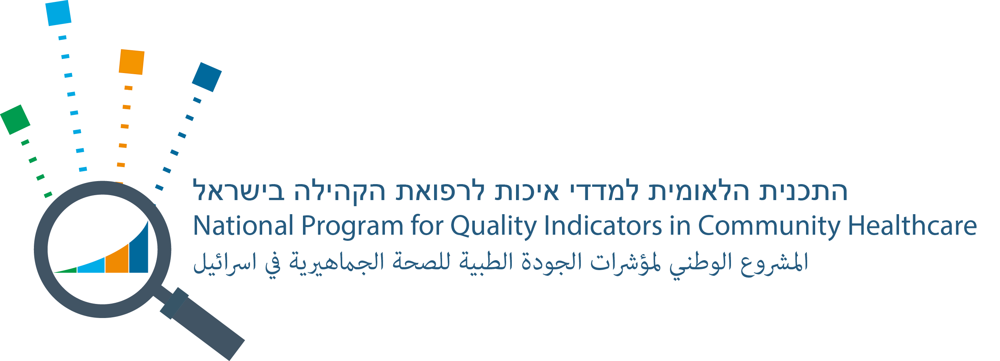 התכנית הלאומית למדדי איכות לרפואת הקהילה בישראל
National Program for Quality Indicators in Community Healthcare
المشروع الوطني لمؤشرات الجودة الطبية للصحة الجماهيرية في اسرائيل